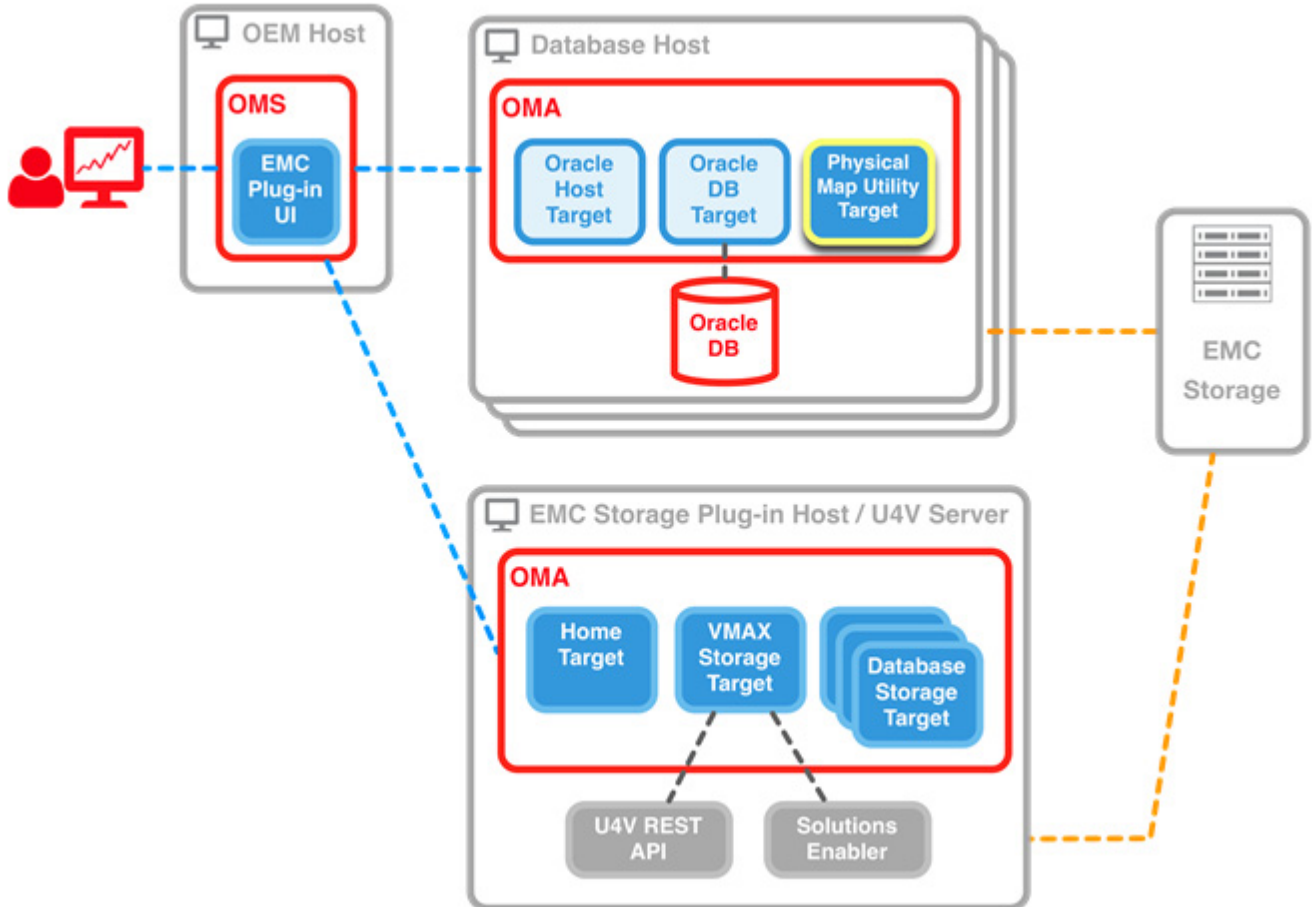 OEM Host
OMS
EMC
Plug-in
UI
Database Host
OMA
Oracle
Host
Target
Oracle
DB
Target
Physical
Map Utility
Target
Oracle
DB
EMC
Storage
EMC Storage Plug-in Host / U4V Server
OMA
Home
Target
VMAX
Storage
Target
Database
Storage
Target
U4V REST
API
Solutions
Enabler